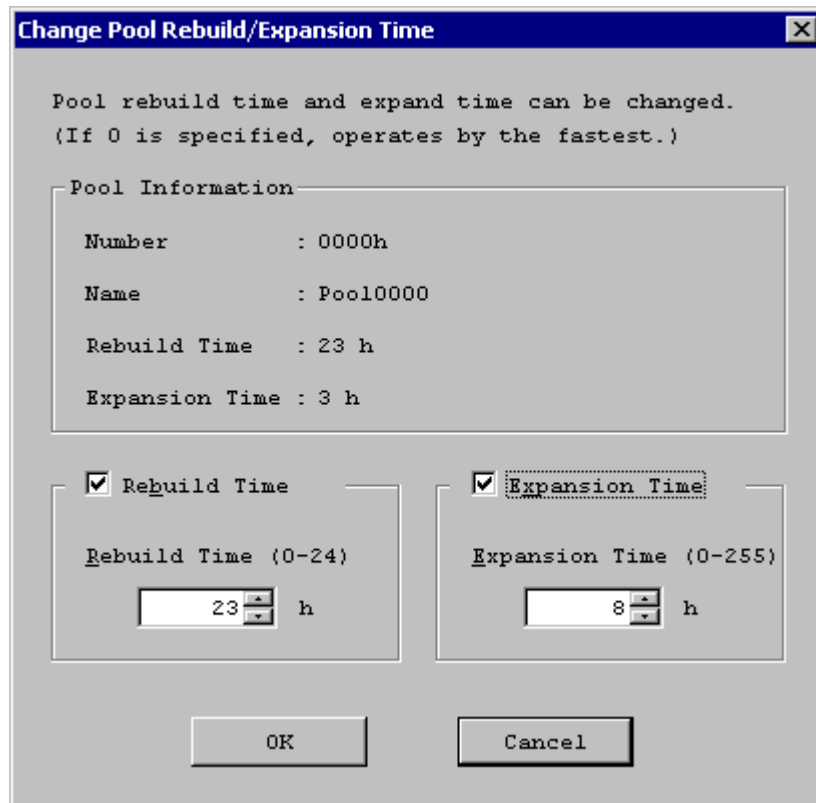 Change Pool Rebuild/Expansion Time
Pool rebuild time and expand time can be changed.
(If 0 is specified, operates by the fastest.)
Pool Information
Number : 0000h
Name : Pool0000
Rebuild Time : 23 h
Expansion Time : 3 h
Rebuild Time
Rebuild Time (0-24)
23 h
Expansion Time
Expansion Time (0-255)
8 h
OK
Cancel